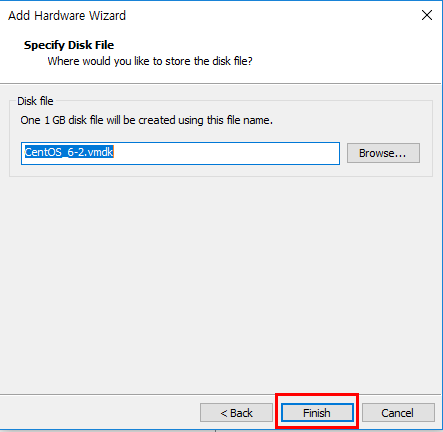 Add Hardware Wizard
Specify Disk File
Where would you like to store the disk file?
Disk file
One 1 GB disk file will be created using this file name.
CentOS_6-2.vmdk
Browse...
< Back
Finish
Cancel